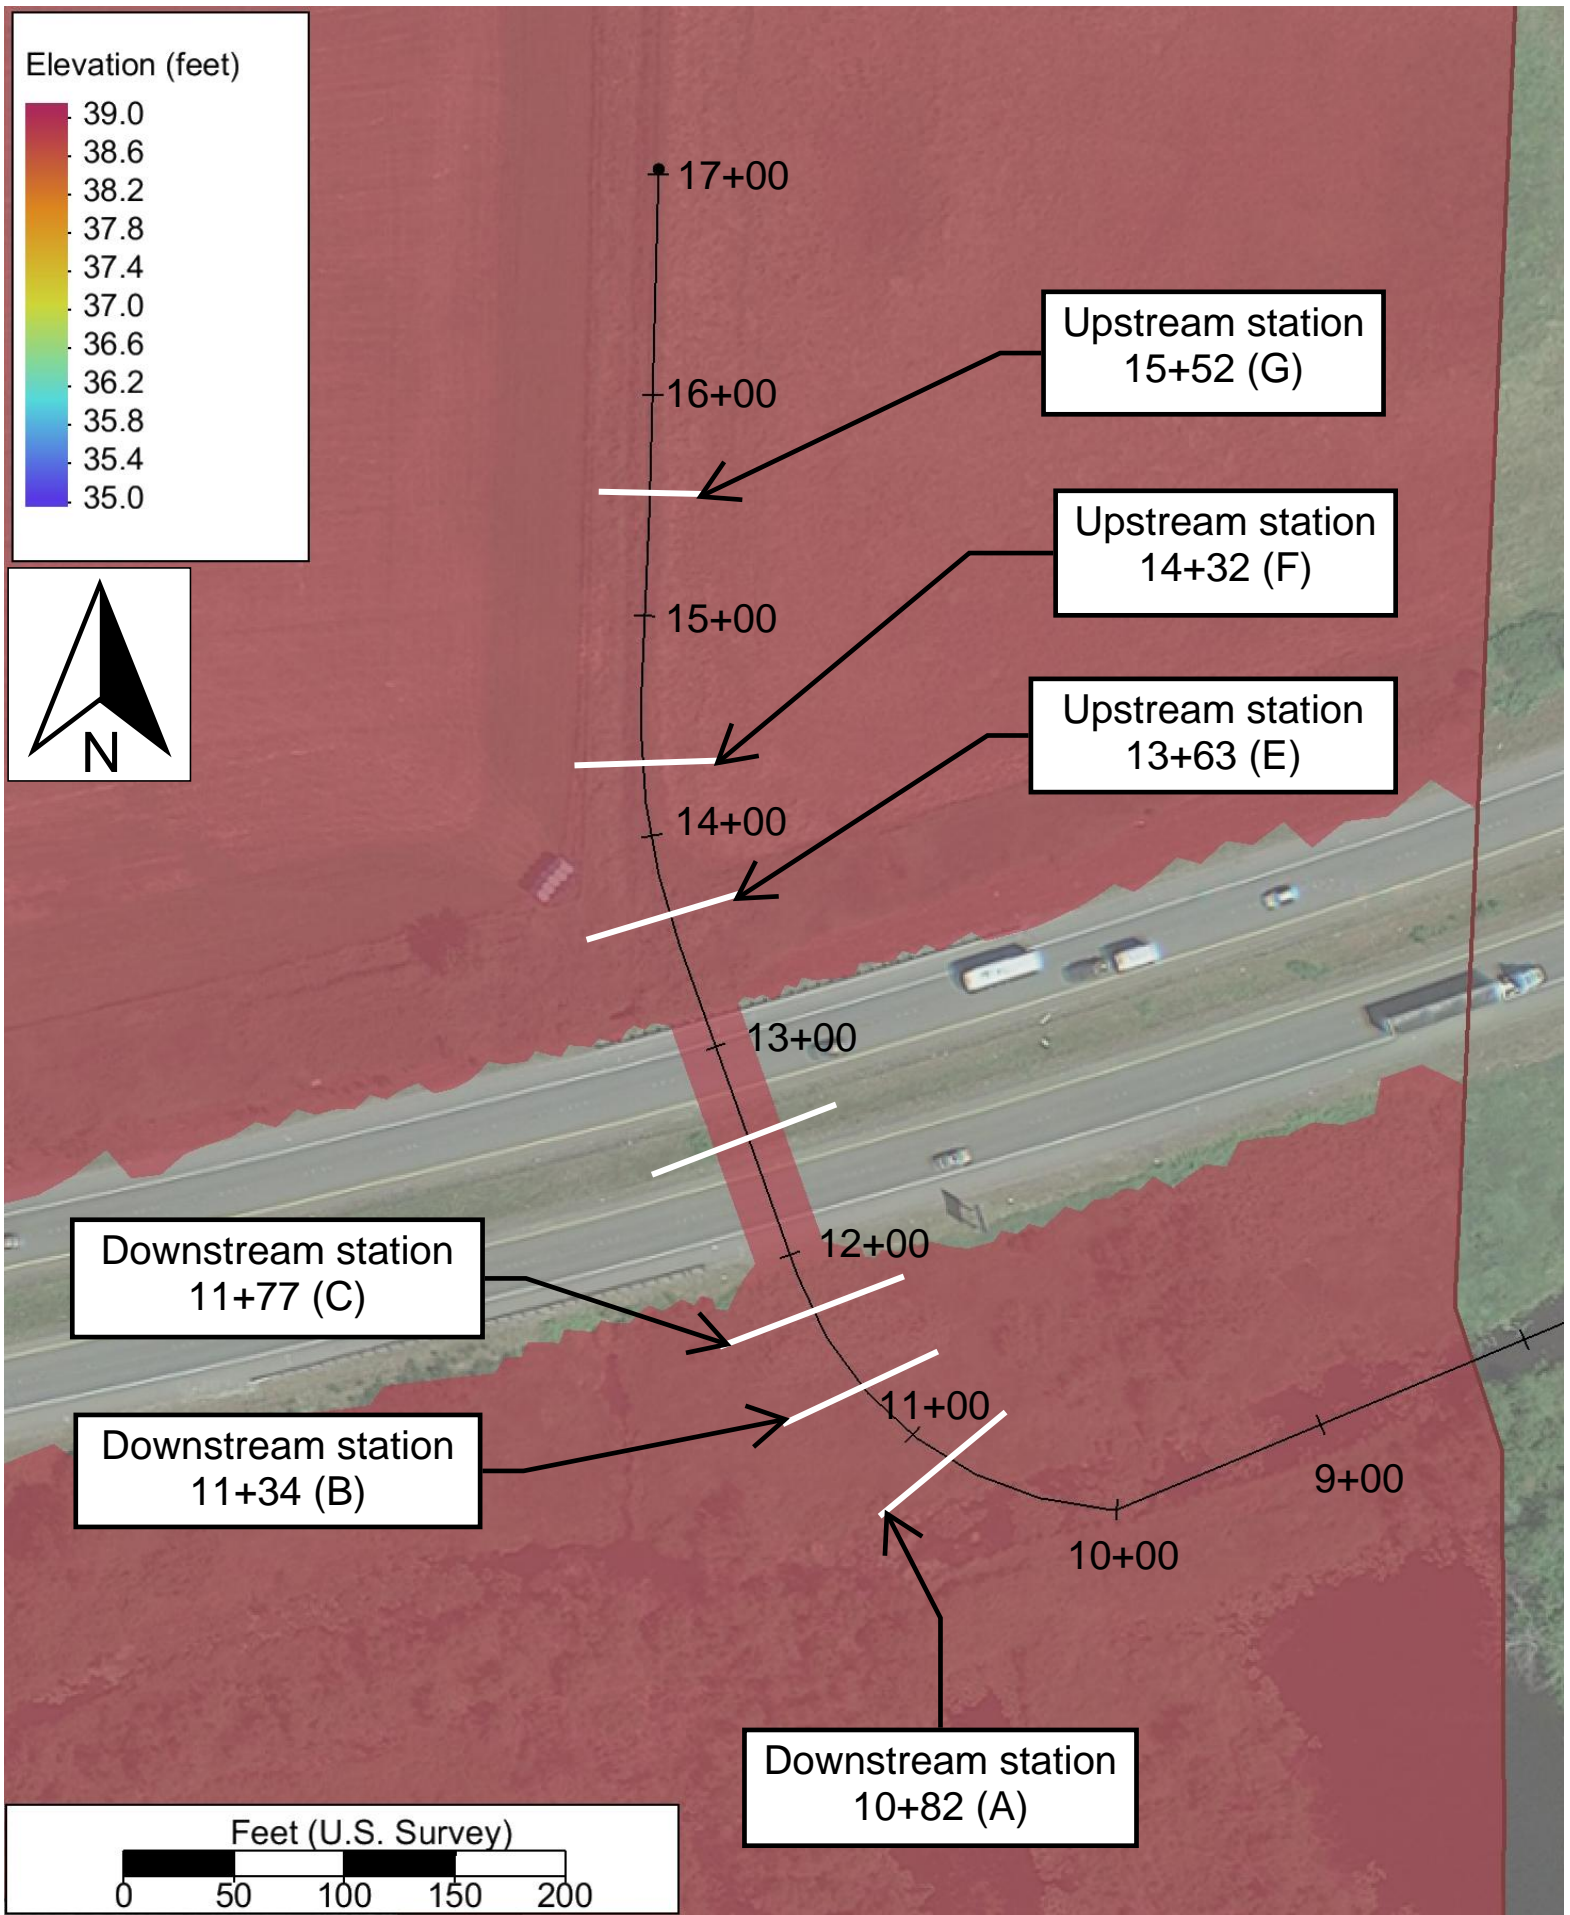 Elevation (feet)
39.0
38.6
38.2
37.8
37.4
37.0
36.6
36.2
35.8
35.4
35.0
N
17+00
Upstream station
15+52 (G)
16+00
Upstream station
14+32 (F)
15+00
Upstream station
13+63 (E)
14+00
13+00
12+00
Downstream station
11+77 (C)
11+00
Downstream station
11+34 (B)
9+00
10+00
Downstream station
10+82 (A)
Feet (U.S. Survey)
0 50 100 150 200